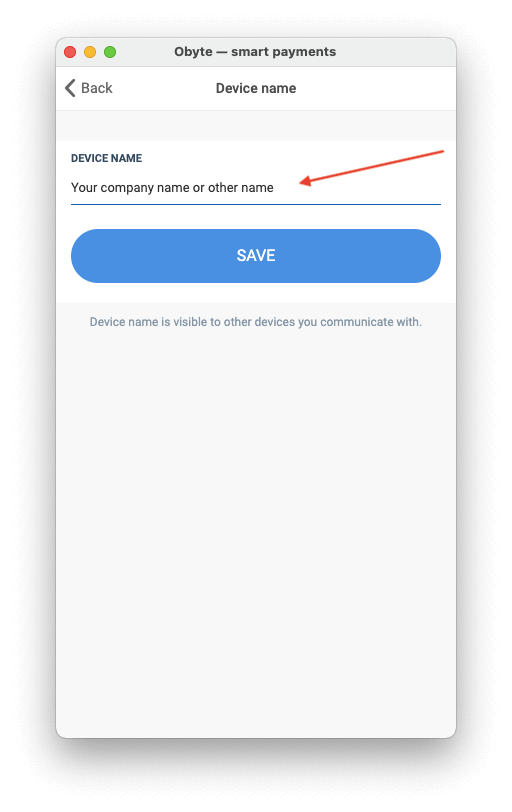 Obyte — smart payments
Back
Device name
DEVICE NAME
Your company name or other name
SAVE
Device name is visible to other devices you communicate with.